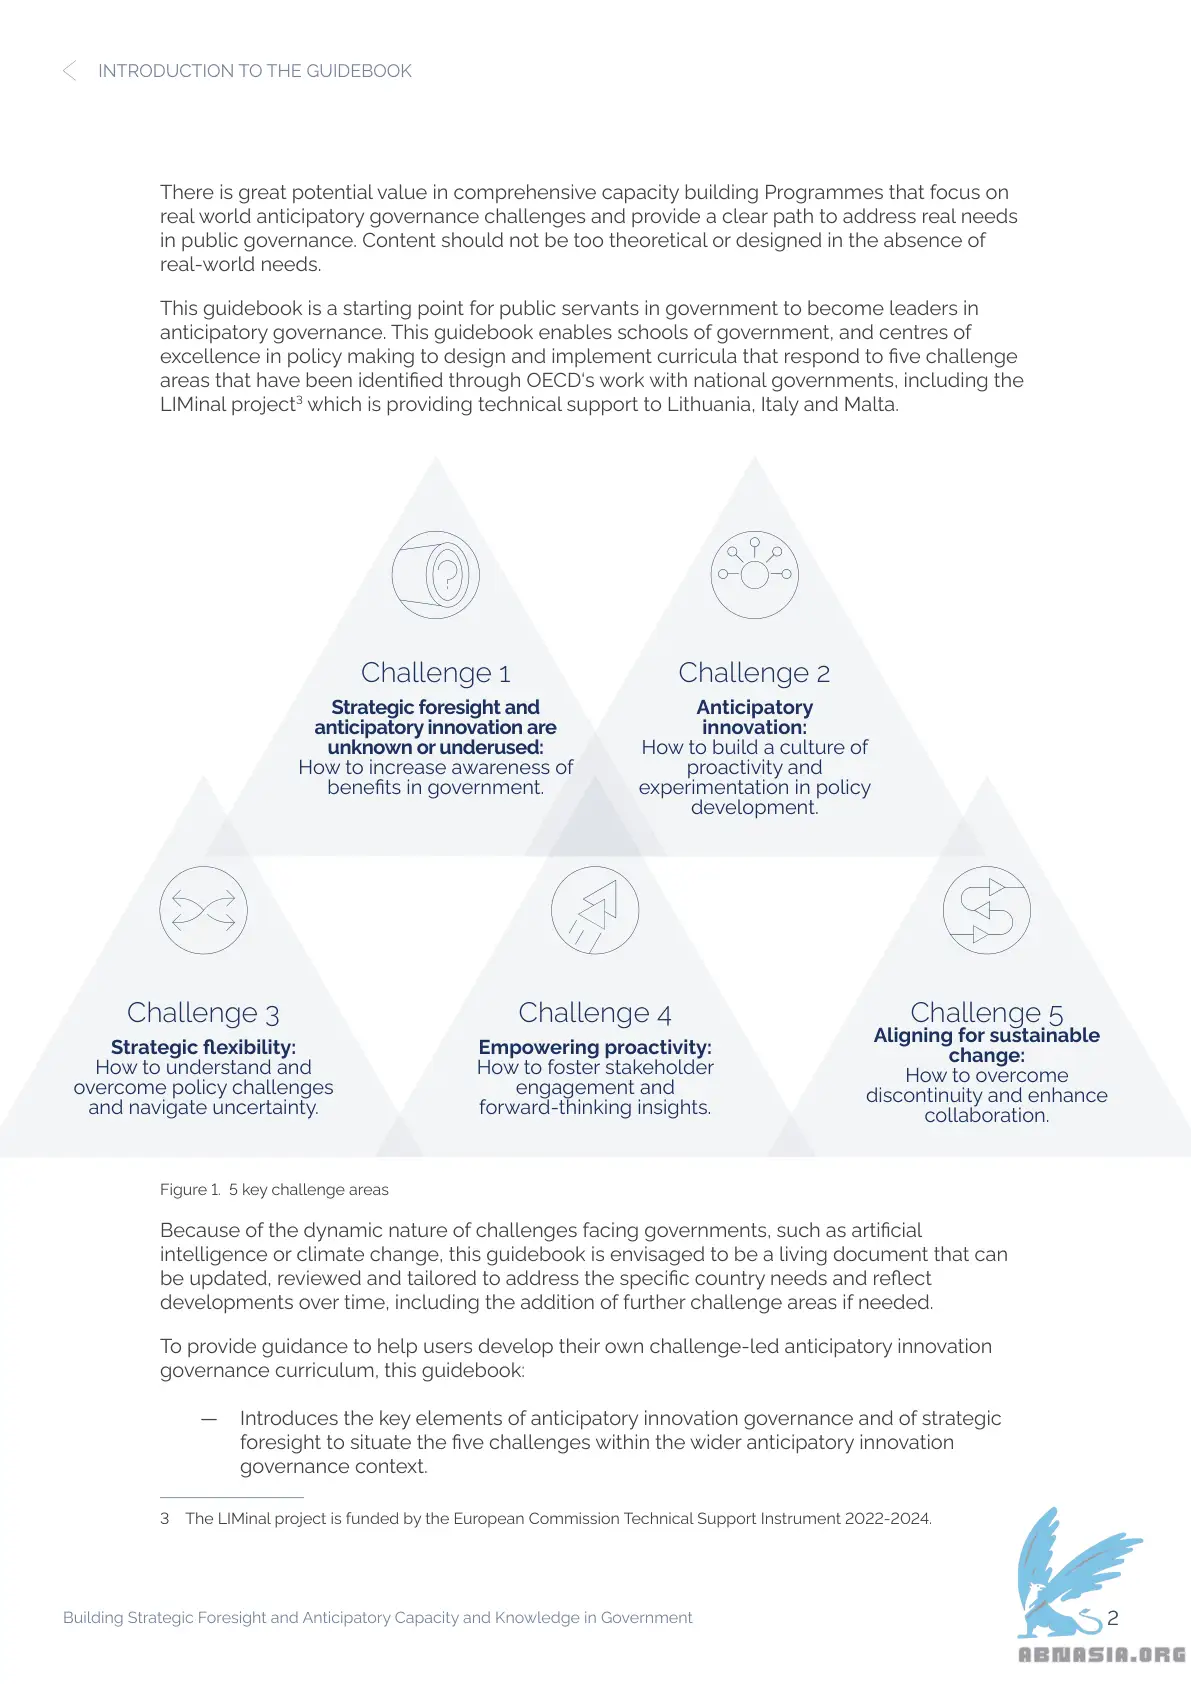 INTRODUCTION TO THE GUIDEBOOK
There is great potential value in comprehensive capacity building Programmes that focus on
real world anticipatory governance challenges and provide a clear path to address real needs
in public governance. Content should not be too theoretical or designed in the absence of
real-world needs.
This guidebook is a starting point for public servants in government to become leaders in
anticipatory governance. This guidebook enables schools of government, and centres of
excellence in policy making to design and implement curricula that respond to five challenge
areas that have been identified through OECD's work with national governments, including the
LIMinal project3 which is providing technical support to Lithuania, Italy and Malta.
Challenge 1
Strategic foresight and
anticipatory innovation are
unknown or underused:
How to increase awareness of
benefits in government.
Challenge 2
Anticipatory
innovation:
How to build a culture of
proactivity and
experimentation in policy
development.
Challenge 3
Strategic flexibility:
How to understand and
overcome policy challenges
and navigate uncertainty.
Challenge 4
Empowering proactivity:
How to foster stakeholder
engagement and
forward-thinking insights.
Challenge 5
Aligning for sustainable
change:
How to overcome
discontinuity and enhance
collaboration.
Figure 1. 5 key challenge areas
Because of the dynamic nature of challenges facing governments, such as artificial
intelligence or climate change, this guidebook is envisaged to be a living document that can
be updated, reviewed and tailored to address the specific country needs and reflect
developments over time, including the addition of further challenge areas if needed.
To provide guidance to help users develop their own challenge-led anticipatory innovation
governance curriculum, this guidebook:
— Introduces the key elements of anticipatory innovation governance and of strategic
foresight to situate the five challenges within the wider anticipatory innovation
governance context.
3 The LIMinal project is funded by the European Commission Technical Support Instrument 2022-2024.
Building Strategic Foresight and Anticipatory Capacity and Knowledge in Government
2
ABNASIA.ORG